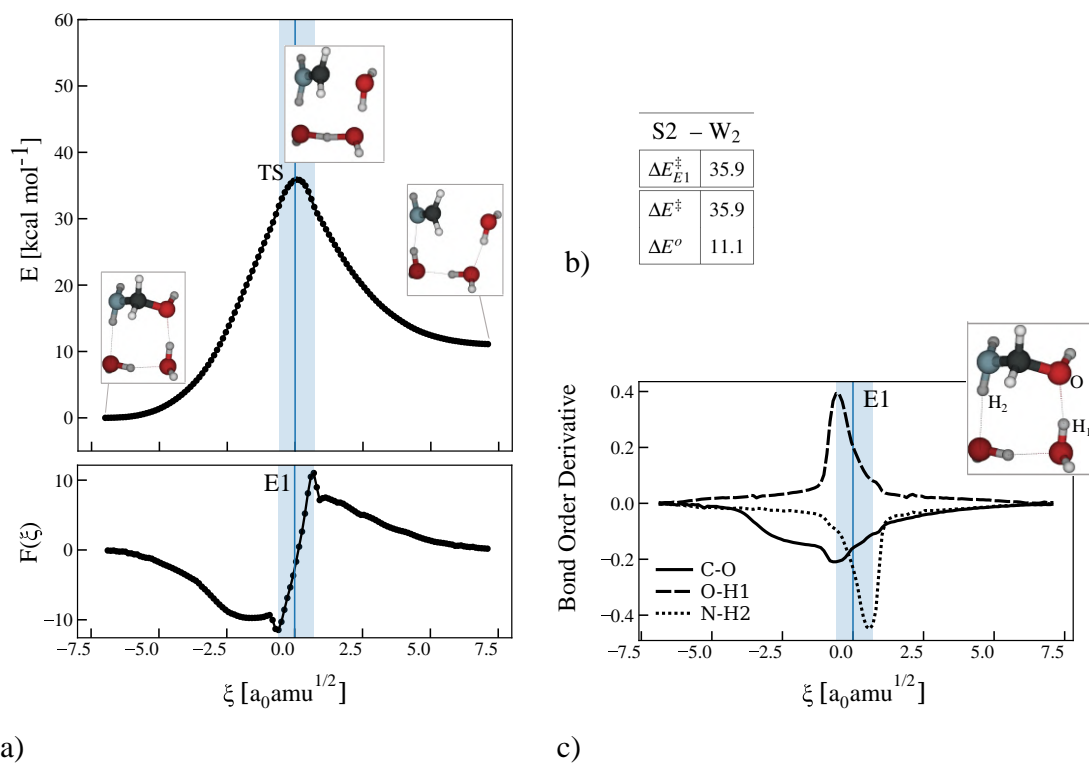 60
50
40
30
20
10
0
E [kcal mol-1]
TS
10
0
−10
F(ξ)
E1
−7.5
−5.0
−2.5
0.0
2.5
5.0
7.5
ξ [a0amu1/2]
a)
S2 – W2
ΔE‡E1 35.9
ΔE‡ 35.9
ΔEo 11.1
b)
O
H2
H1
0.4
0.2
0.0
−0.2
−0.4
Bond Order Derivative
E1
C-O
O-H1
N-H2
−7.5
−5.0
−2.5
0.0
2.5
5.0
7.5
ξ [a0amu1/2]
c)